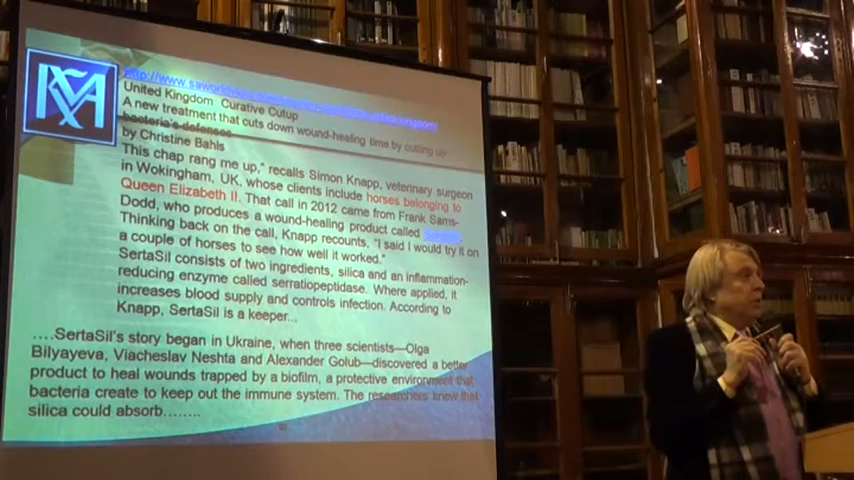 http://www.saworldview.com
United Kingdom Curative Cutup
A new treatment that cuts down wound-healing time by cutting up
bacteria's defenses
by Christine Bahls
This chap rang me up," recalls Simon Knapp, veterinary surgeon
in Wokingham, UK, whose clients include horses belonging to
Queen Elizabeth II. That call in 2012 came from Frank Sams-
Dodd, who produces a wound-healing product called
Thinking back on the call, Knapp recounts, "I said I would try it on
a couple of horses to see how well it worked."
SertaSil consists of two ingredients, silica and an inflammation-
reducing enzyme called serratiopeptidase. Where applied, it
increases blood supply and controls infection. According to
Knapp, SertaSil is a keeper...
....SertaSil's story began in Ukraine, when three scientists—Olga
Bilyayeva, Viacheslav Neshta and Alexander Golub—discovered a better
product to heal wounds trapped by a biofilm, a protective environment that
bacteria create to keep out the immune system. The researchers knew that
silica could absorb........